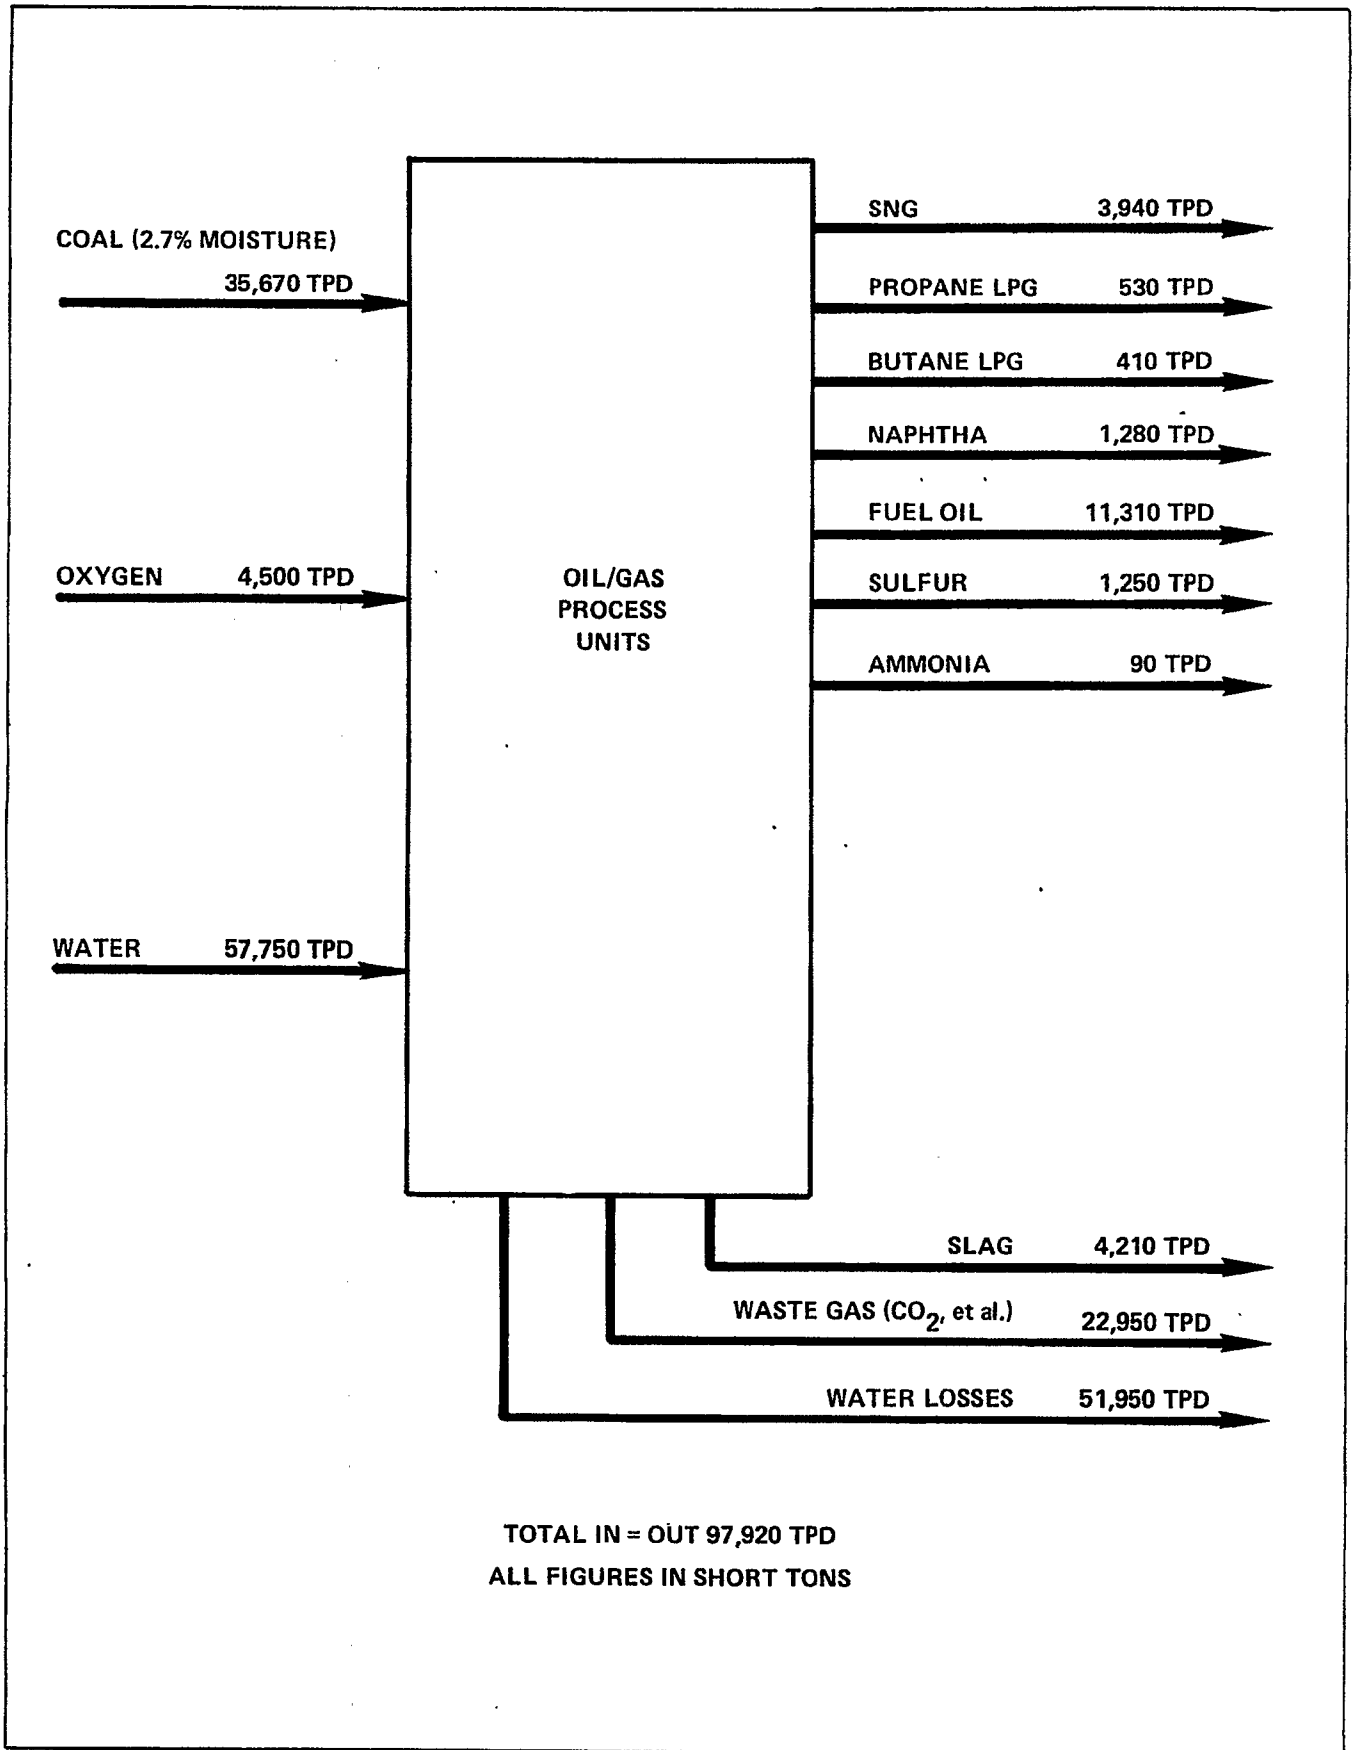 COAL (2.7% MOISTURE)
35,670 TPD
OXYGEN 4,500 TPD
WATER 57,750 TPD
OIL/GAS
PROCESS
UNITS
SNG 3,940 TPD
PROPANE LPG 530 TPD
BUTANE LPG 410 TPD
NAPHTHA 1,280 TPD
FUEL OIL 11,310 TPD
SULFUR 1,250 TPD
AMMONIA 90 TPD
SLAG 4,210 TPD
WASTE GAS (CO2, et al.) 22,950 TPD
WATER LOSSES 51,950 TPD
TOTAL IN = OUT 97,920 TPD
ALL FIGURES IN SHORT TONS